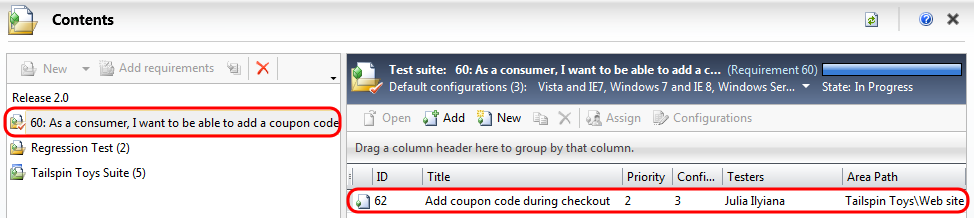 Contents
New Add requirements
Release 2.0
60: As a consumer, I want to be able to add a coupon code
Regression Test (2)
Tailspin Toys Suite (5)
Test suite: 60: As a consumer, I want to be able to add a c... (Requirement 60)
Default configurations (3): Vista and IE7, Windows 7 and IE 8, Windows Ser... State: In Progress
Open Add New Assign Configurations
Drag a column header here to group by that column.
ID Title Priority Confi... Testers Area Path
62 Add coupon code during checkout 2 3 Julia Ilyiana Tailspin Toys\Web site